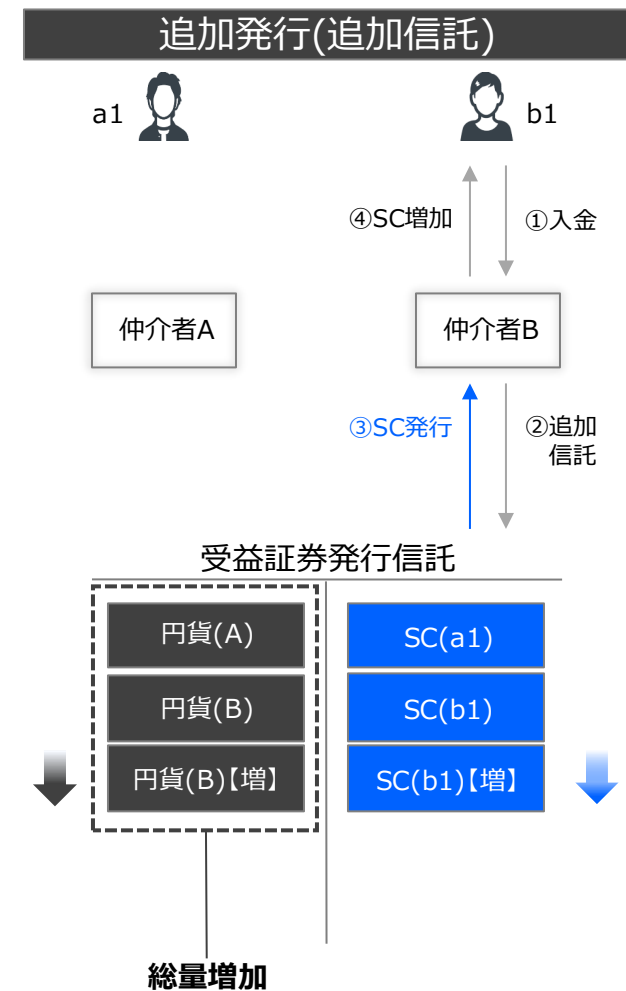 追加発行(追加信託)
a1
b1
④SC増加
①入金
仲介者A
仲介者B
③SC発行
②追加
信託
受益証券発行信託
円貨(A)
SC(a1)
円貨(B)
SC(b1)
円貨(B)【増】
SC(b1)【増】
総量増加